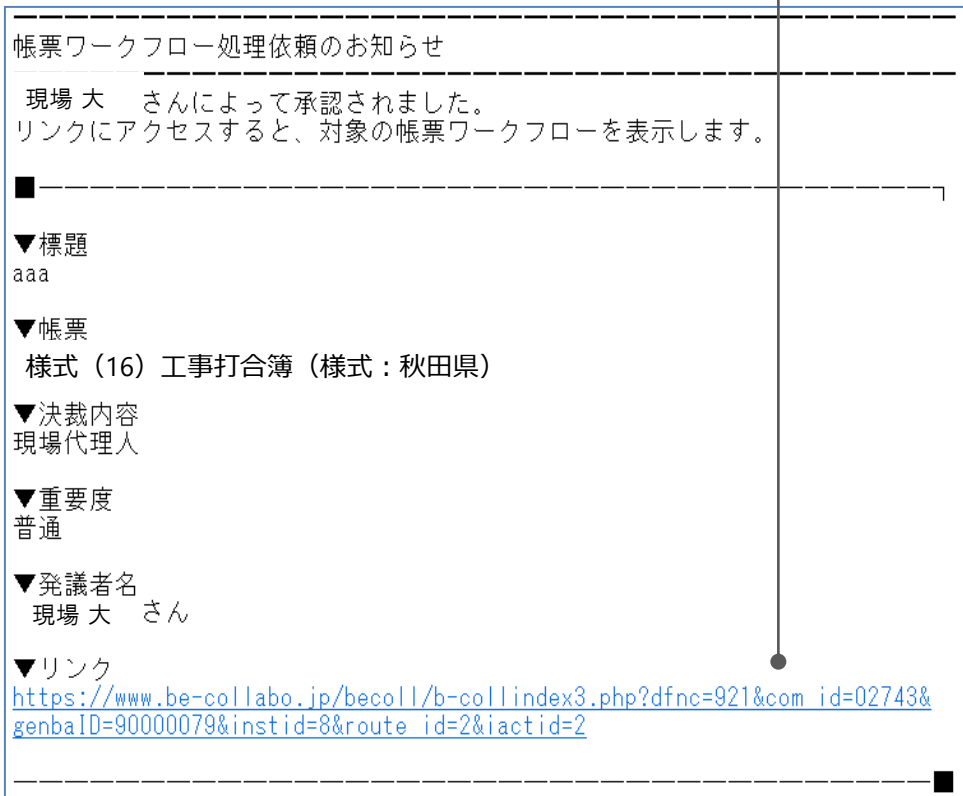 帳票ワークフロー処理依頼のお知らせ
現場 大 さんによって承認されました。
リンクにアクセスすると、対象の帳票ワークフローを表示します。
▼標題
aaa
▼帳票
様式（16）工事打合簿（様式：秋田県）
▼決裁内容
現場代理人
▼重要度
普通
▼発議者名
現場 大 さん
▼リンク
https://www.be-collabo.jp/becoll/b-collindex3.php?dfnc=921&com_id=02743&
genbaID=90000079&instid=8&route_id=2&iactid=2